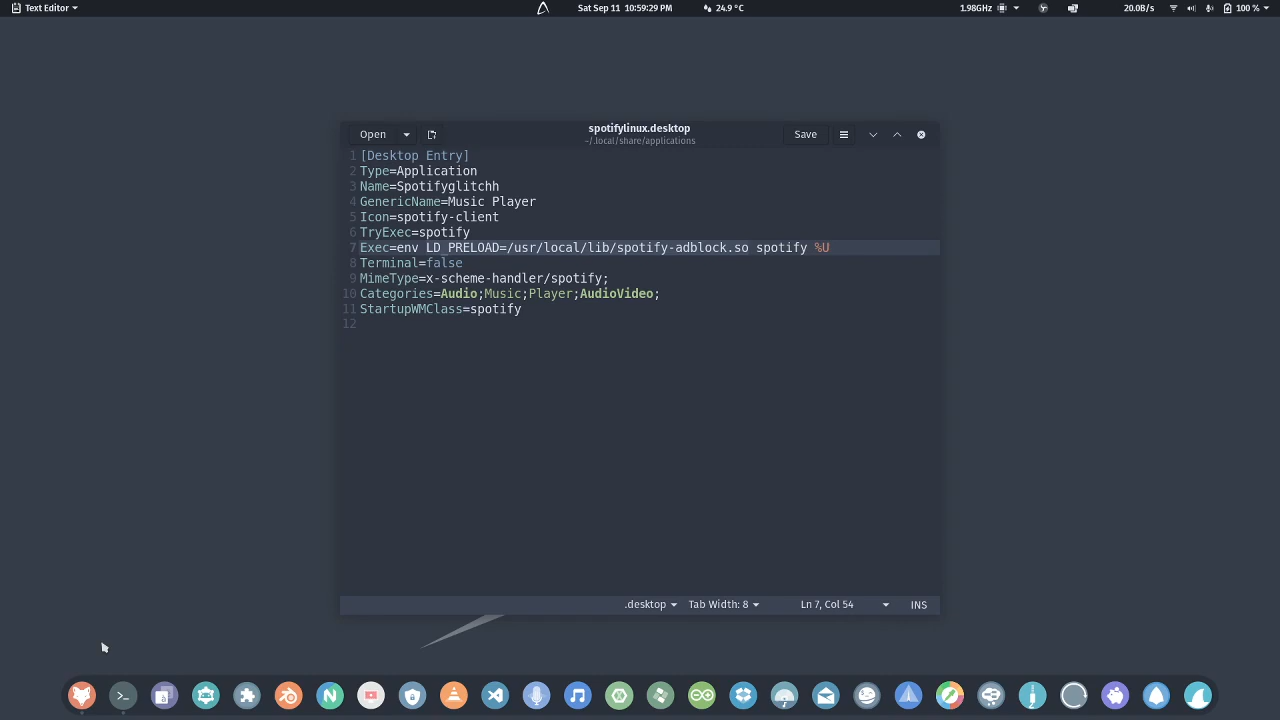 Text Editor
Sat Sep 11 10:59:29 PM
24.9 °C
1.98GHz
20.0B/s
100 %
Open
spotifylinux.desktop
~/.local/share/applications
Save
1 [Desktop Entry]
2 Type=Application
3 Name=Spotifyglitchh
4 GenericName=Music Player
5 Icon=spotify-client
6 TryExec=spotify
7 Exec=env LD_PRELOAD=/usr/local/lib/spotify-adblock.so spotify %U
8 Terminal=false
9 MimeType=x-scheme-handler/spotify;
10 Categories=Audio;Music;Player;AudioVideo;
11 StartupWMClass=spotify
12
.desktop
Tab Width: 8
Ln 7, Col 54
INS